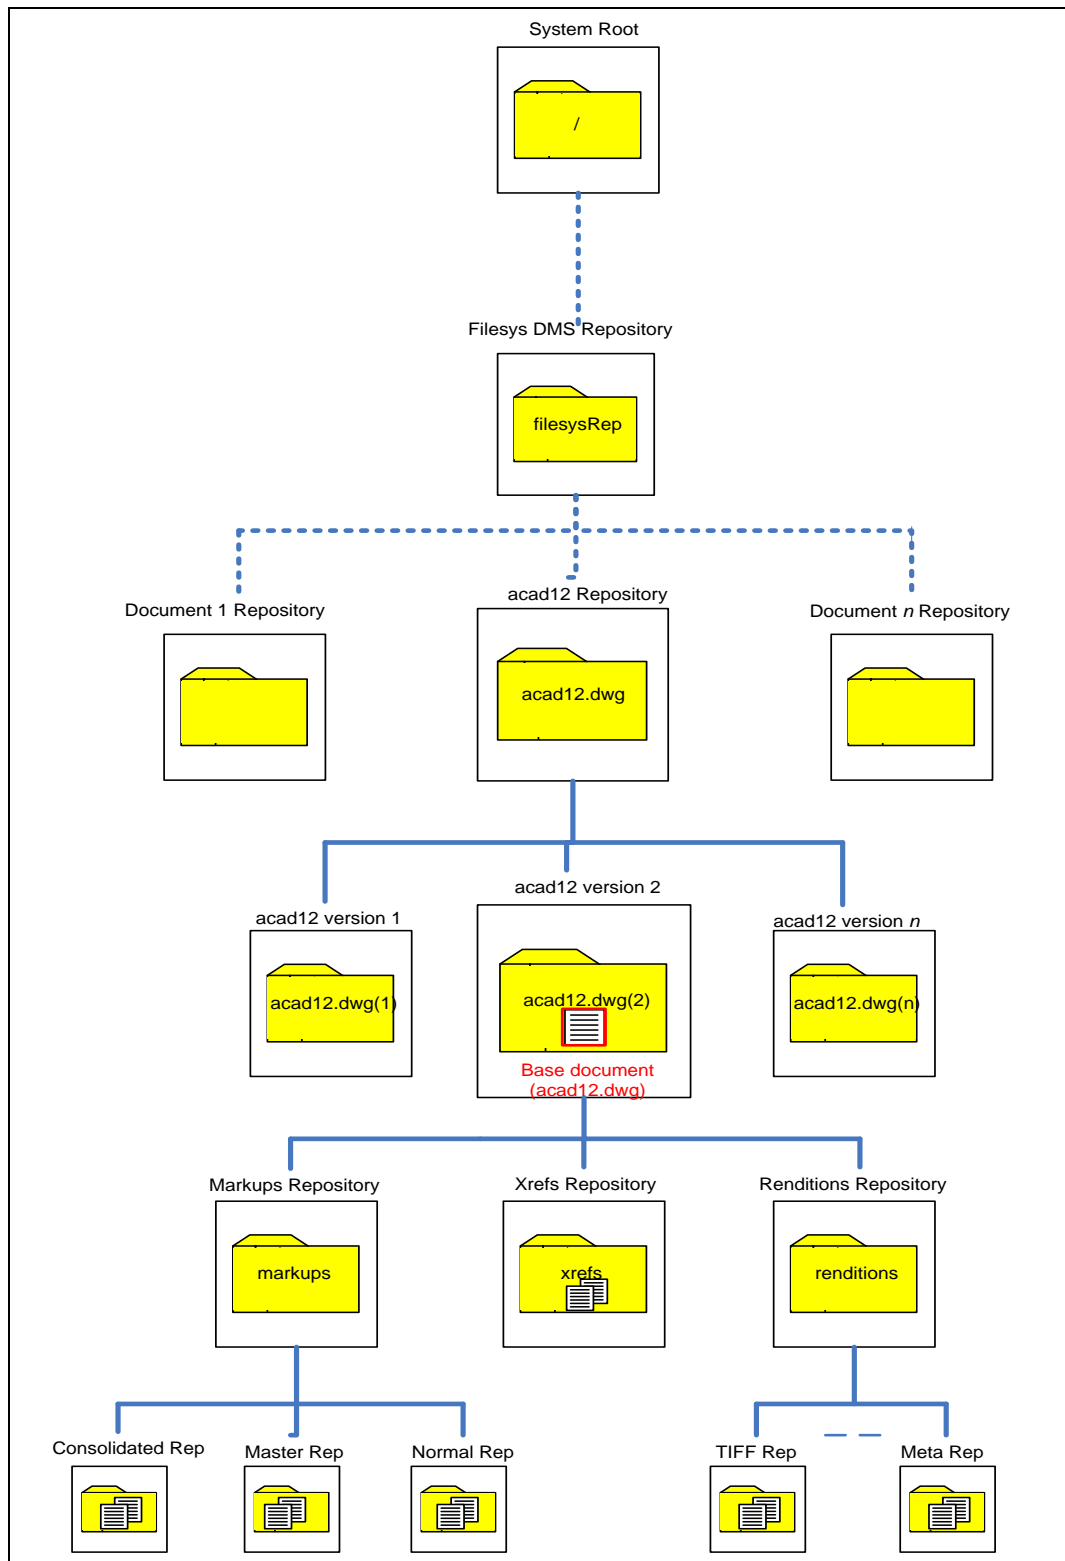 System Root
/
Filesys DMS Repository
filesysRep
Document 1 Repository
acad12 Repository
Document n Repository
acad12.dwg
acad12 version 1
acad12 version 2
acad12 version n
acad12.dwg(1)
acad12.dwg(2)
acad12.dwg(n)
Base document
(acad12.dwg)
Markups Repository
Xrefs Repository
Renditions Repository
markups
xrefs
renditions
Consolidated Rep
Master Rep
Normal Rep
TIFF Rep
Meta Rep